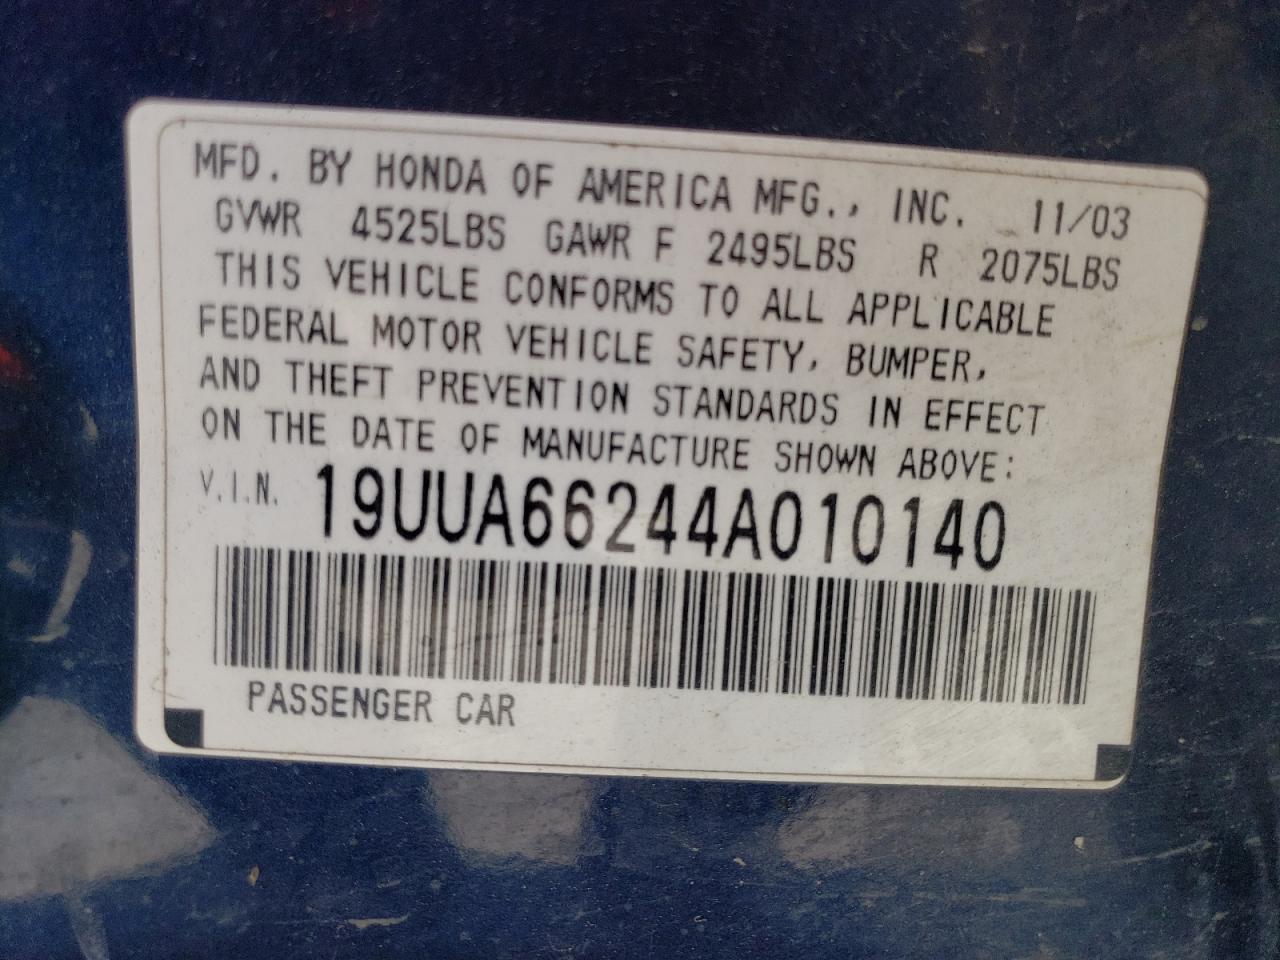 MFD. BY HONDA OF AMERICA MFG., INC. 11/03
GVWR 4525LBS GAWR F 2495LBS R 2075LBS
THIS VEHICLE CONFORMS TO ALL APPLICABLE
FEDERAL MOTOR VEHICLE SAFETY, BUMPER,
AND THEFT PREVENTION STANDARDS IN EFFECT
ON THE DATE OF MANUFACTURE SHOWN ABOVE:
V.I.N. 19UUA66244A010140
PASSENGER CAR